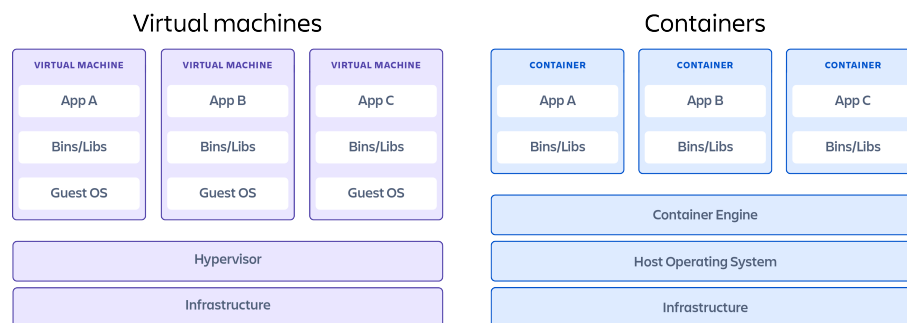 Virtual machines
VIRTUAL MACHINE
App A
Bins/Libs
Guest OS
VIRTUAL MACHINE
App B
Bins/Libs
Guest OS
VIRTUAL MACHINE
App C
Bins/Libs
Guest OS
Hypervisor
Infrastructure
Containers
CONTAINER
App A
Bins/Libs
CONTAINER
App B
Bins/Libs
CONTAINER
App C
Bins/Libs
Container Engine
Host Operating System
Infrastructure